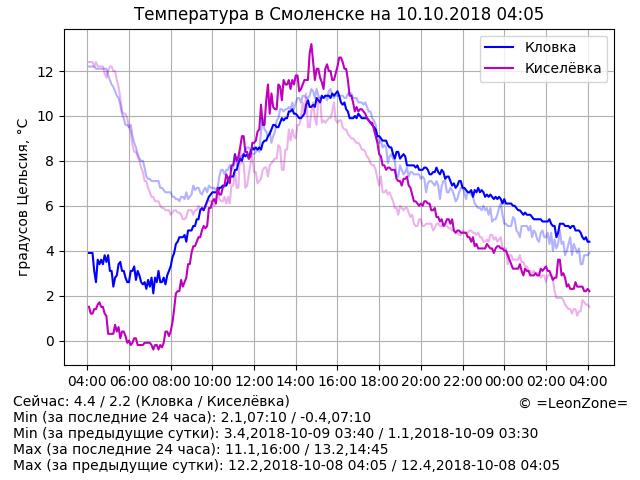 Температура в Смоленске на 10.10.2018 04:05
Кловка
Киселёвка
градусов Цельсия, °C
12
10
8
6
4
2
0
04:00 06:00 08:00 10:00 12:00 14:00 16:00 18:00 20:00 22:00 00:00 02:00 04:00
Сейчас: 4.4 / 2.2 (Кловка / Киселёвка)
© =LeonZone=
Min (за последние 24 часа): 2.1,07:10 / -0.4,07:10
Min (за предыдущие сутки): 3.4,2018-10-09 03:40 / 1.1,2018-10-09 03:30
Max (за последние 24 часа): 11.1,16:00 / 13.2,14:45
Max (за предыдущие сутки): 12.2,2018-10-08 04:05 / 12.4,2018-10-08 04:05